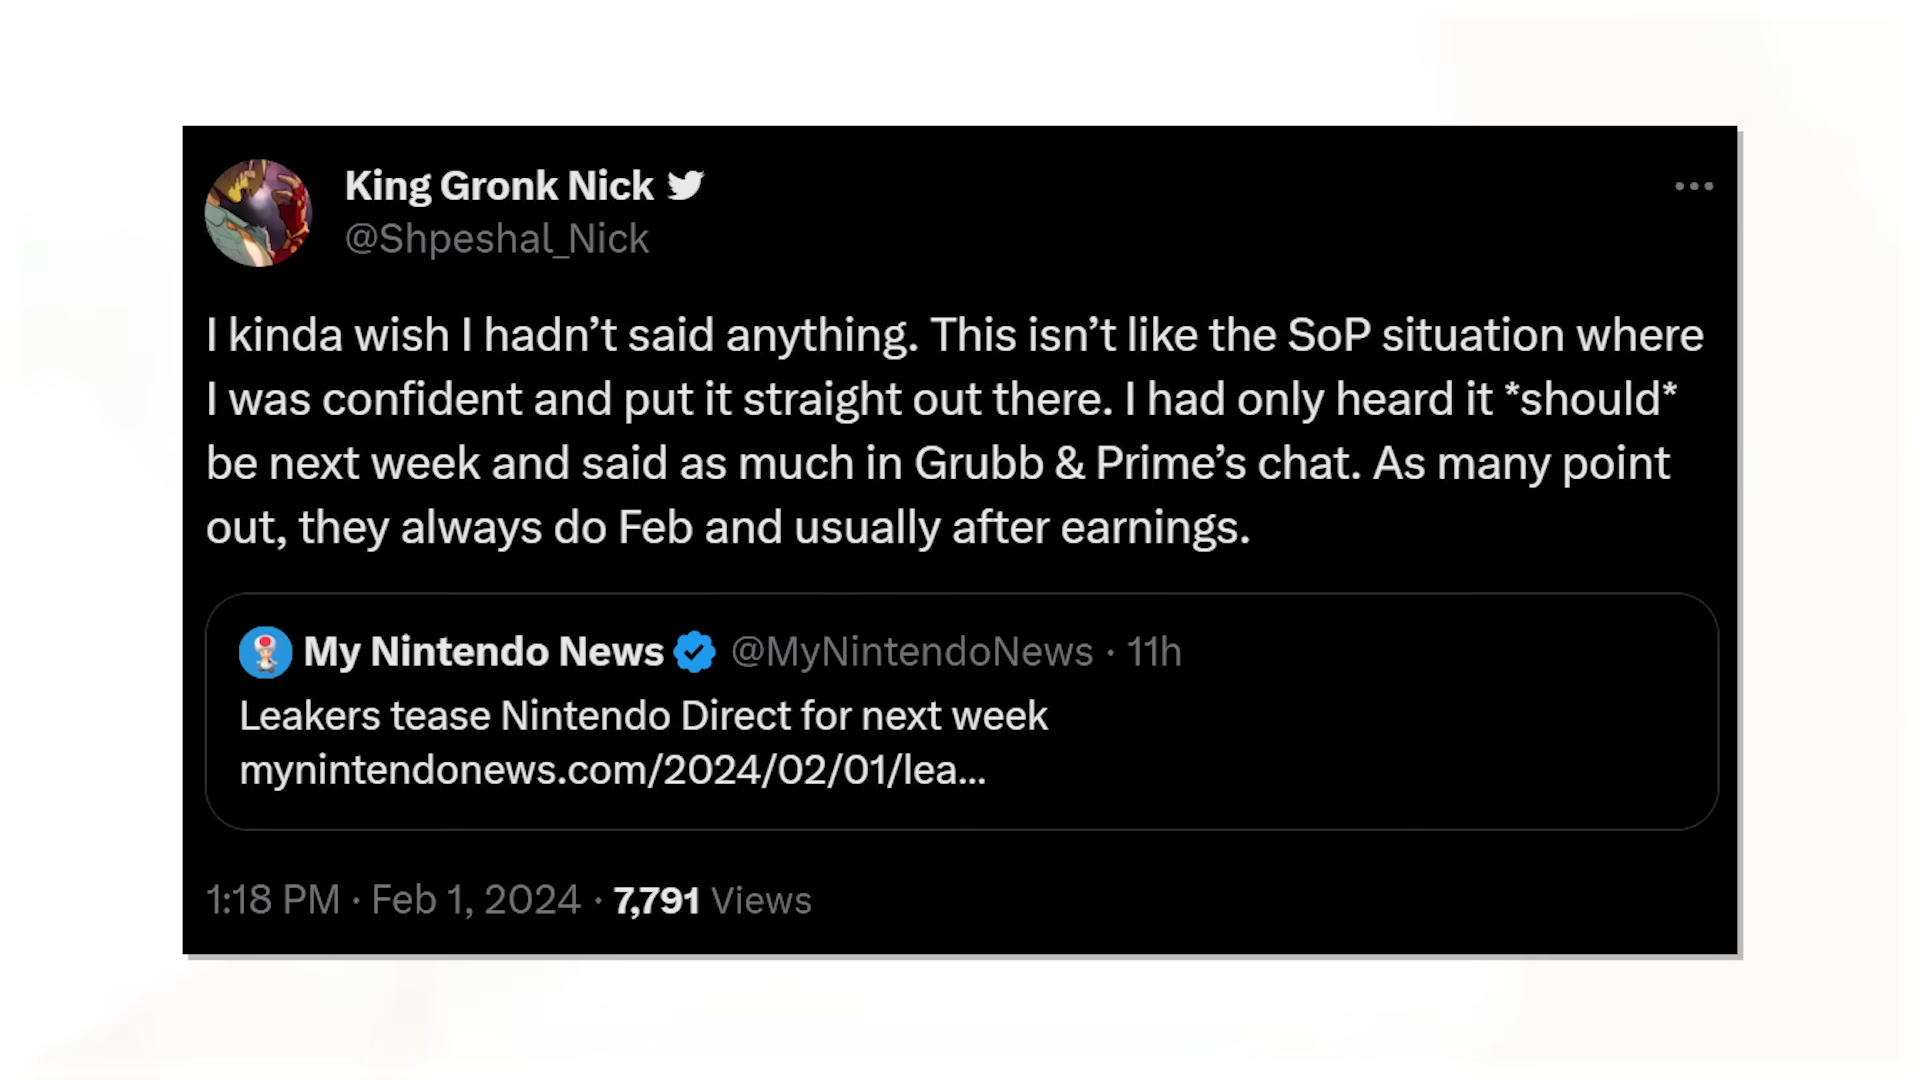 King Gronk Nick
@Shpeshal_Nick
I kinda wish I hadn’t said anything. This isn’t like the SoP situation where
I was confident and put it straight out there. I had only heard it *should*
be next week and said as much in Grubb & Prime’s chat. As many point
out, they always do Feb and usually after earnings.
My Nintendo News @MyNintendoNews · 11h
Leakers tease Nintendo Direct for next week
mynintendonews.com/2024/02/01/lea...
1:18 PM · Feb 1, 2024 · 7,791 Views